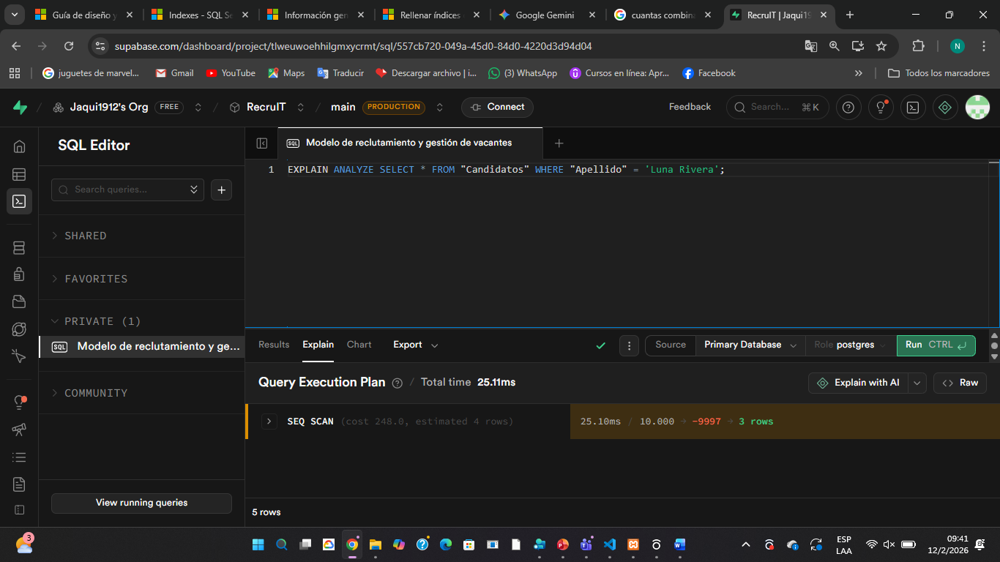 Guía de diseño y
Indexes - SQL Se
Información gen
Rellenar índices
Google Gemini
cuantas combina
RecruIT | Jaqui19
supabase.com/dashboard/project/tlweuwoehhilgmxycrmt/sql/557cb720-049a-45d0-84d0-4220d3d94d04
N
juguetes de marvel...
Gmail
YouTube
Maps
Traducir
Descargar archivo | i...
(3) WhatsApp
Cursos en línea: Apr...
Facebook
Todos los marcadores
Jaqui1912's Org
FREE
RecruIT
main
PRODUCTION
Connect
Feedback
Search...
⌘K
SQL Editor
SQL
Modelo de reclutamiento y gestión de vacantes
Search queries...
SHARED
FAVORITES
PRIVATE (1)
SQL
Modelo de reclutamiento y ge...
COMMUNITY
View running queries
1
EXPLAIN ANALYZE SELECT * FROM "Candidatos" WHERE "Apellido" = 'Luna Rivera';
Results
Explain
Chart
Export
Source
Primary Database
Role postgres
Run CTRL
Query Execution Plan
/ Total time 25.11ms
Explain with AI
Raw
SEQ SCAN (cost 248.0, estimated 4 rows)
25.10ms / 10.000 → -9997 → 3 rows
5 rows
3
ESP
LAA
09:41
12/2/2026